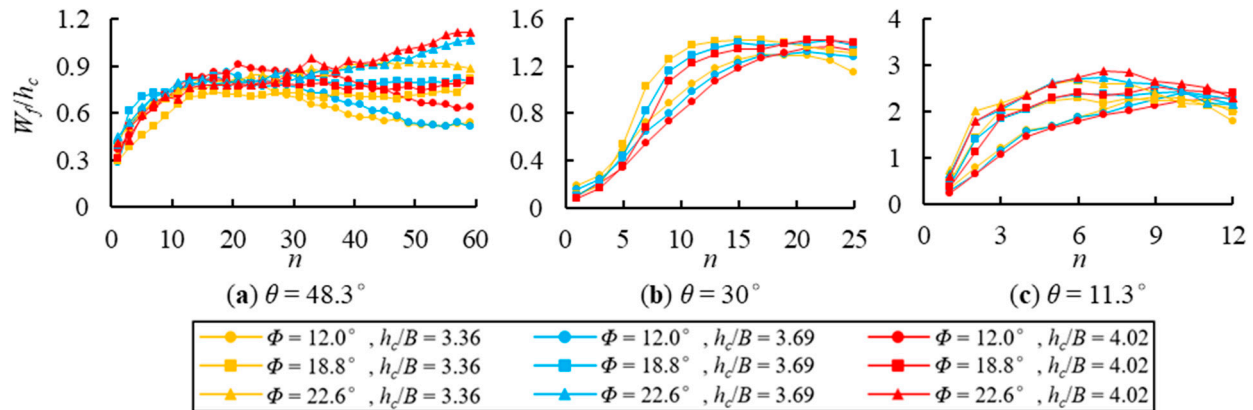 1.2
0.9
0.6
0.3
0
W_f/h_c
0 10 20 30 40 50 60
n
(a) θ = 48.3°
1.6
1.2
0.8
0.4
0
0 5 10 15 20 25
n
(b) θ = 30°
4
3
2
1
0
0 3 6 9 12
n
(c) θ = 11.3°
Φ = 12.0° , h_c/B = 3.36 Φ = 12.0° , h_c/B = 3.69 Φ = 12.0° , h_c/B = 4.02
Φ = 18.8° , h_c/B = 3.36 Φ = 18.8° , h_c/B = 3.69 Φ = 18.8° , h_c/B = 4.02
Φ = 22.6° , h_c/B = 3.36 Φ = 22.6° , h_c/B = 3.69 Φ = 22.6° , h_c/B = 4.02